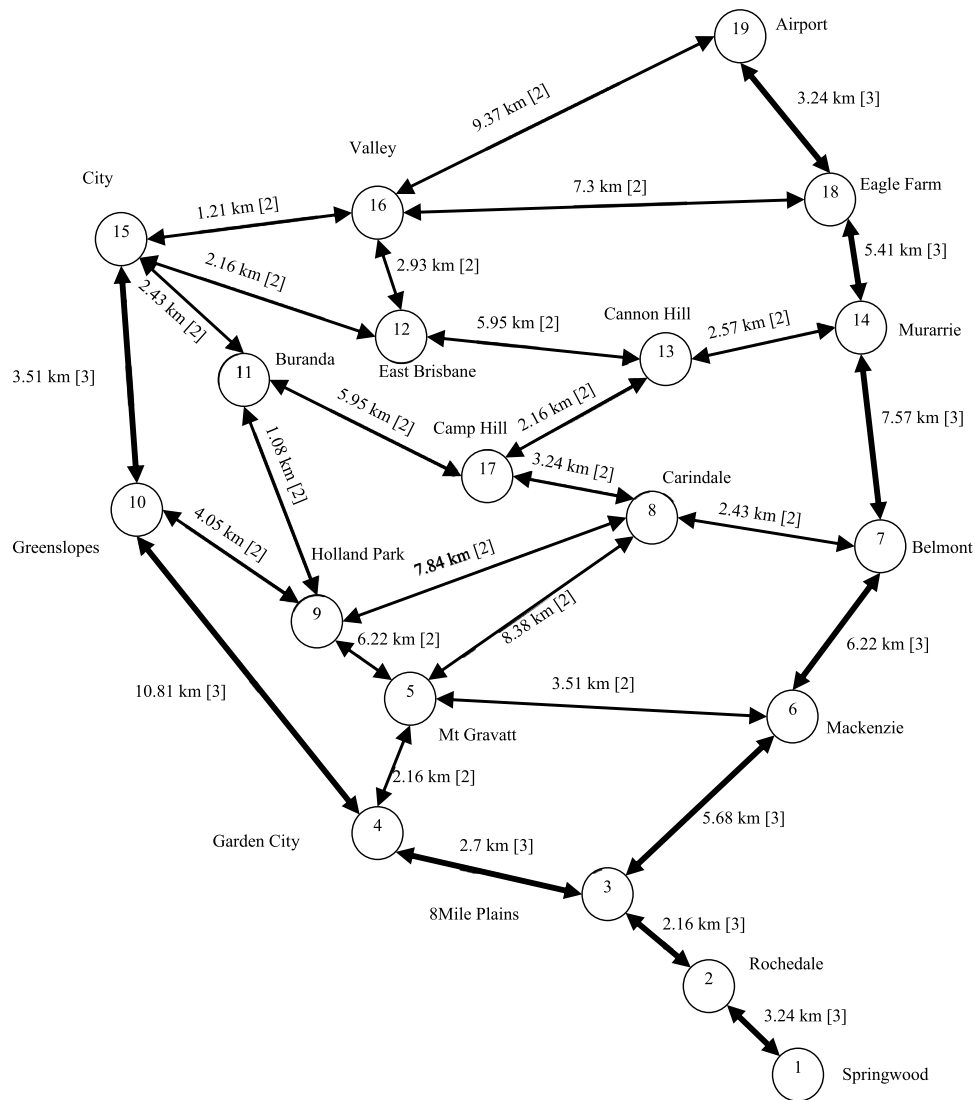 19
Airport
3.24 km [3]
9.37 km [2]
Valley
City
16
7.3 km [2]
18
Eagle Farm
1.21 km [2]
15
2.93 km [2]
5.41 km [3]
2.16 km [2]
2.43 km [2]
12
5.95 km [2]
Cannon Hill
2.57 km [2]
14
Murarrie
13
East Brisbane
11
Buranda
3.51 km [3]
5.95 km [2]
2.16 km [2]
7.57 km [3]
Camp Hill
17
3.24 km [2]
Carindale
1.08 km [2]
10
8
2.43 km [2]
7
Belmont
4.05 km [2]
Greenslopes
Holland Park
7.84 km [2]
9
6.22 km [2]
8.38 km [2]
6.22 km [3]
10.81 km [3]
5
3.51 km [2]
6
Mackenzie
Mt Gravatt
2.16 km [2]
4
Garden City
2.7 km [3]
5.68 km [3]
3
8Mile Plains
2.16 km [3]
Rochedale
2
3.24 km [3]
1
Springwood